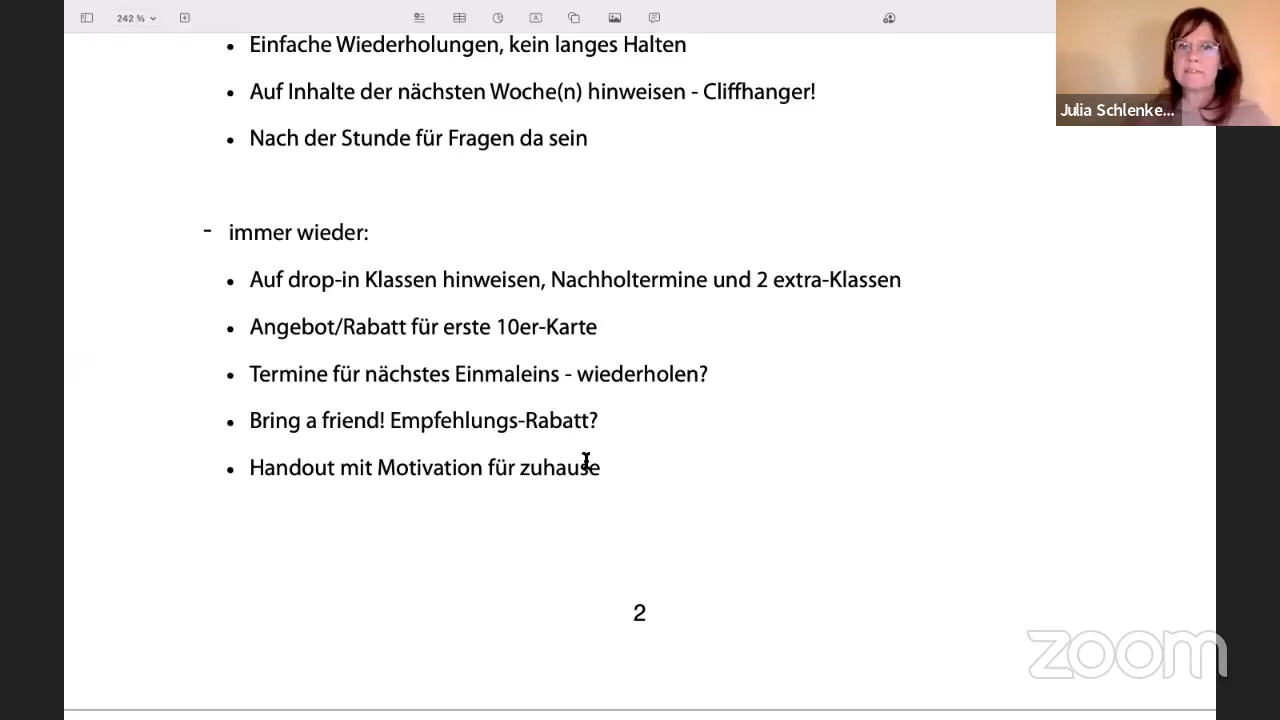 242 %
• Einfache Wiederholungen, kein langes Halten
• Auf Inhalte der nächsten Woche(n) hinweisen - Cliffhanger!
Julia Schlenke...
• Nach der Stunde für Fragen da sein
- immer wieder:
• Auf drop-in Klassen hinweisen, Nachholtermine und 2 extra-Klassen
• Angebot/Rabatt für erste 10er-Karte
• Termine für nächstes Einmaleins - wiederholen?
• Bring a friend! Empfehlungs-Rabatt?
• Handout mit Motivation für zuhause
2
zoom